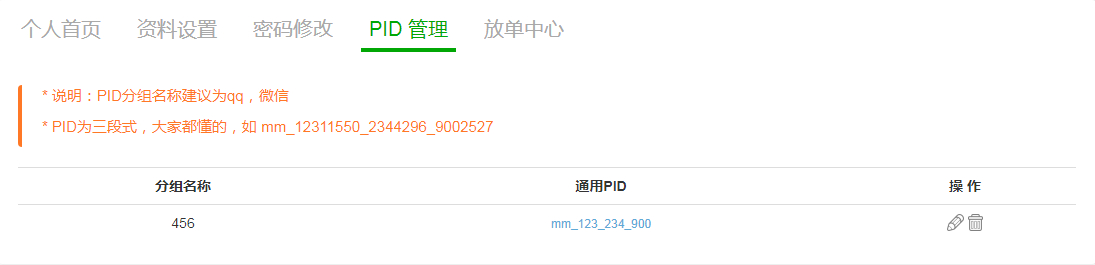 个人首页 资料设置 密码修改 PID 管理 放单中心
* 说明：PID分组名称建议为qq，微信
* PID为三段式，大家都懂的，如 mm_12311550_2344296_9002527
分组名称 通用PID 操 作
456 mm_123_234_900